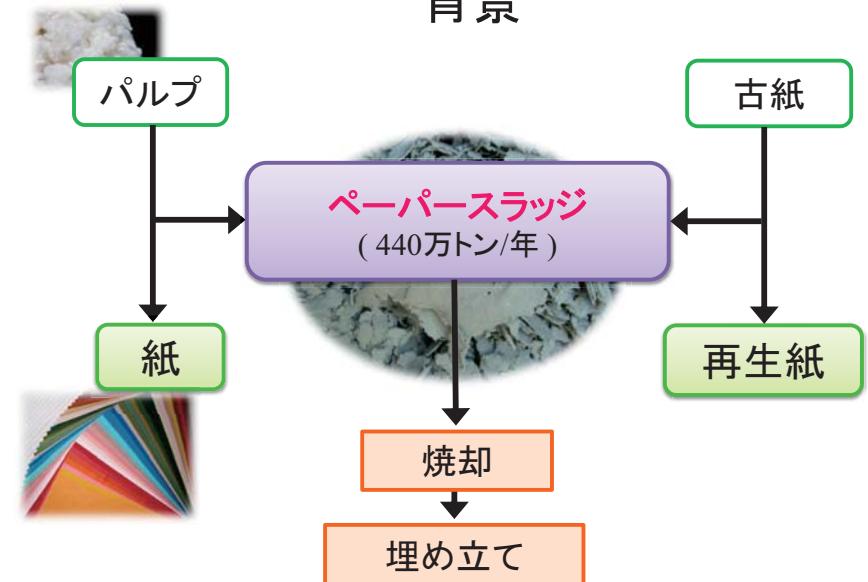 背景
パルプ
古紙
ペーパースラッジ
( 440万トン/年 )
紙
再生紙
焼却
埋め立て